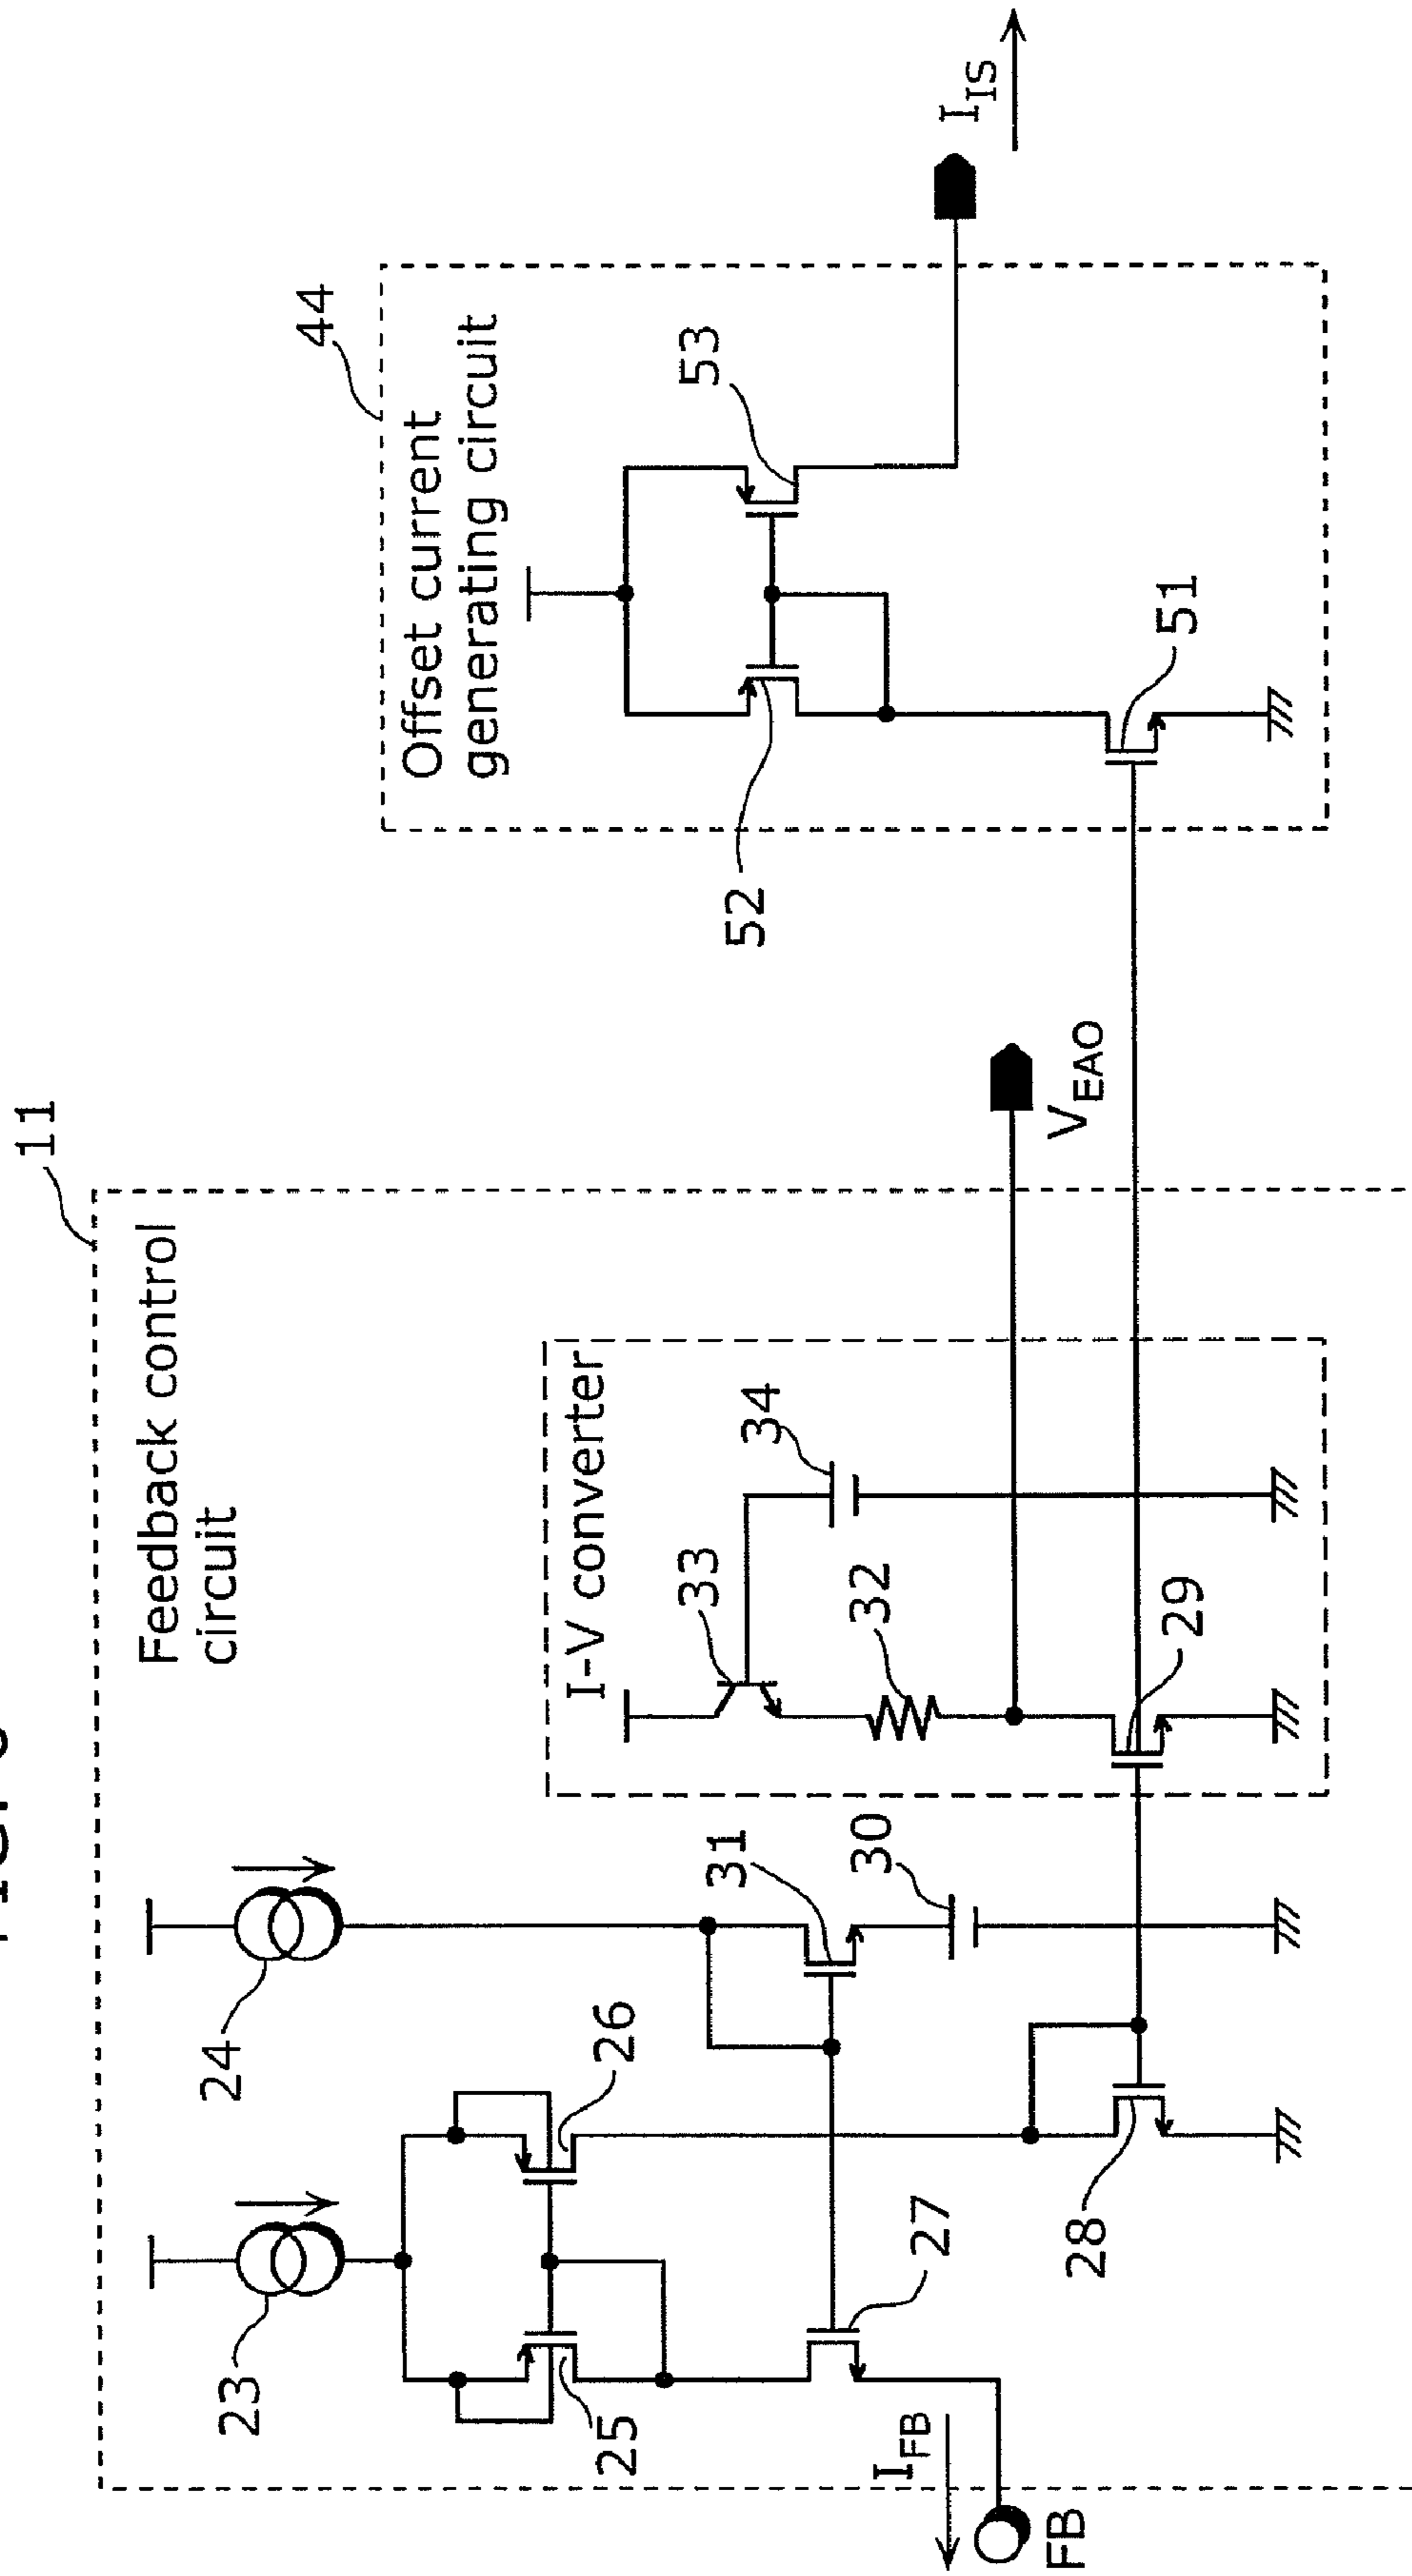 11
Feedback control
circuit
23
24
25
26
27
28
31
30
I-V converter
33
34
32
29
I_FB
FB
V_EAO
44
Offset current
generating circuit
52
53
51
I_IS